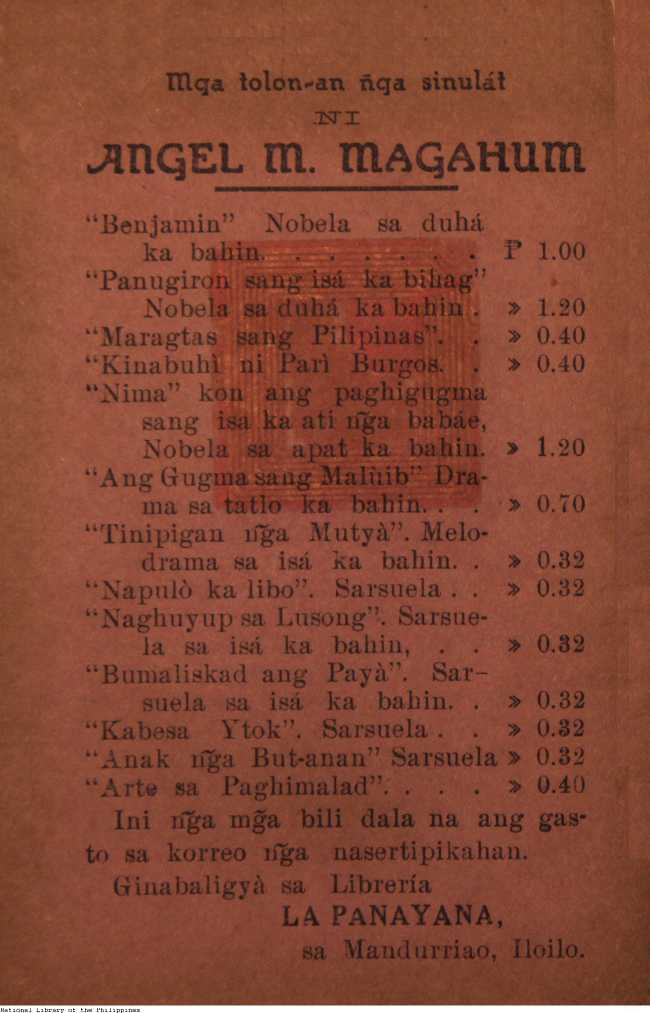 Mga tolon-an ñga sinulát
NI
ANGEL M. MAGAHUM
“Benjamin” Nobela sa duhá
ka bahin. . . . . . . ₱ 1.00
“Panugiron sang isá ka bihag”
Nobela sa duhá ka bahin . » 1.20
“Maragtas sang Pilipinas”. . » 0.40
“Kinabuhì ni Parì Burgos. . » 0.40
“Nima” kon ang paghigugma
sang isa ka ati n͠ga babáe,
Nobela sa apat ka bahin. » 1.20
“Ang Gugma sang Malùib” Dra-
ma sa tatlo ka bahin. . . » 0.70
“Tinipigan n͠ga Mutyà”. Melo-
drama sa isá ka bahin. . » 0.32
“Napulò ka libo”. Sarsuela . . » 0.32
“Naghuyup sa Lusong”. Sarsue-
la sa isá ka bahin, . . » 0.32
“Bumaliskad ang Payà”. Sar-
suela sa isá ka bahin. . » 0.32
“Kabesa Ytok”. Sarsuela . . » 0.32
“Anak n͠ga But-anan” Sarsuela » 0.32
“Arte sa Paghimalad”. . . . » 0.40
Ini n͠ga mg͠a bili dala na ang gas-
to sa korreo n͠ga nasertipikahan.
Ginabaligyà sa Librería
LA PANAYANA,
sa Mandurriao, Iloilo.
National Library of the Philippines